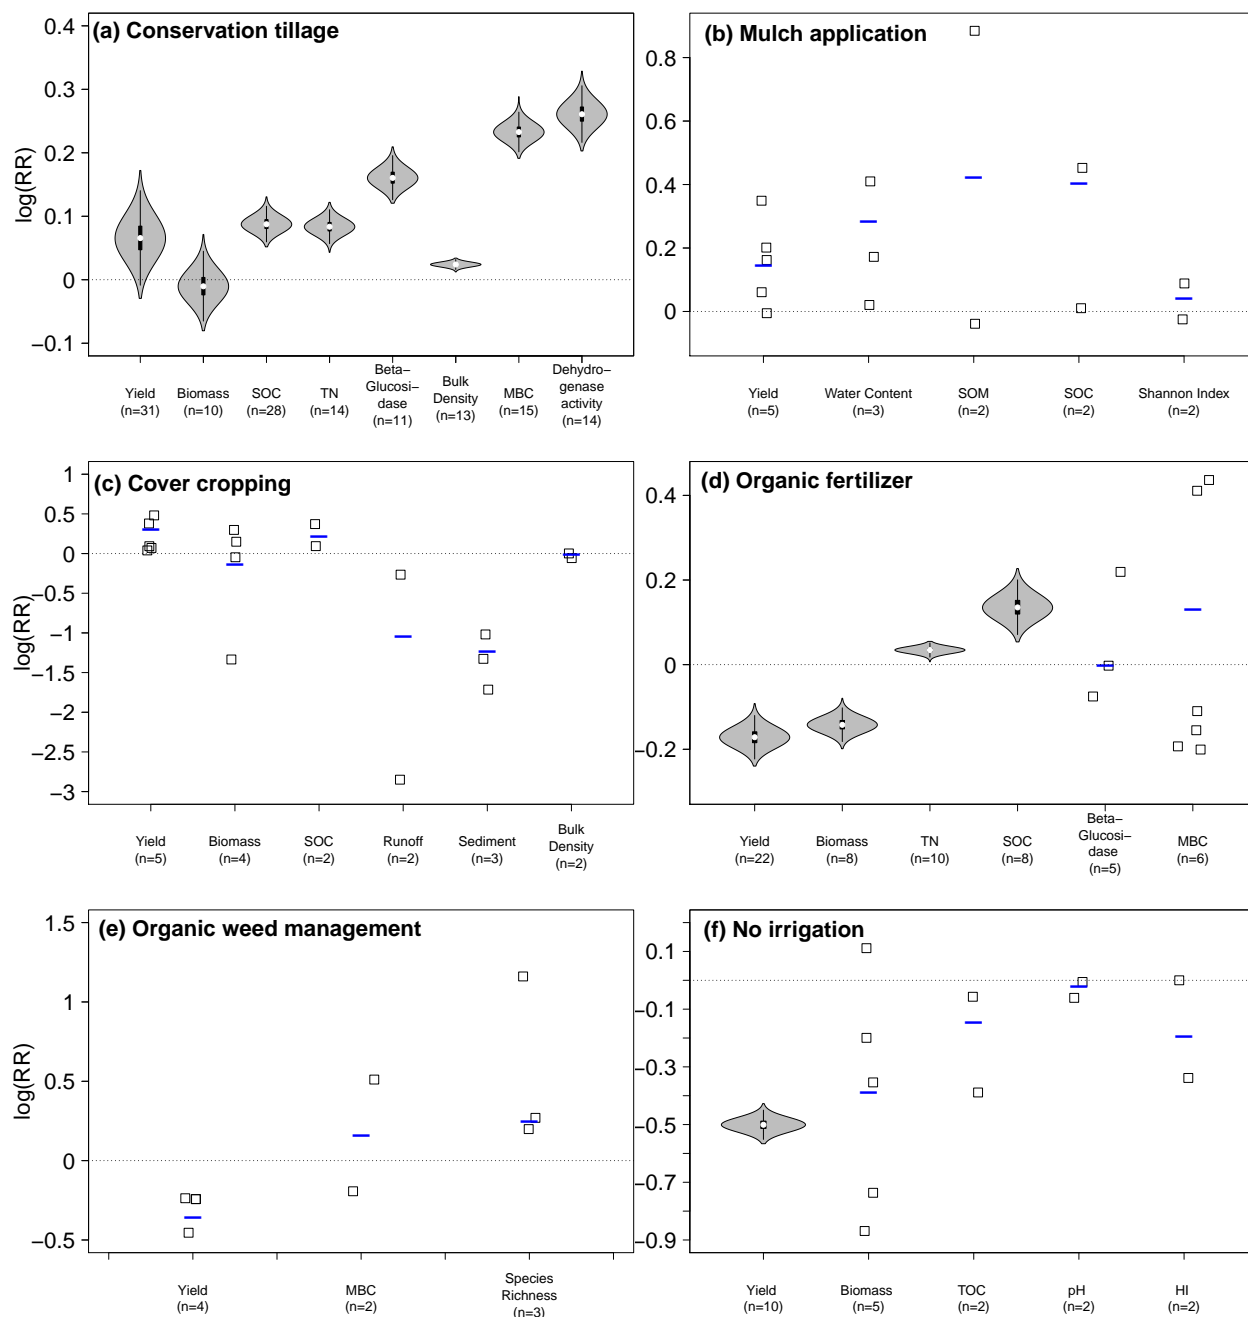 (a) Conservation tillage
log(RR)
0.4
0.3
0.2
0.1
0
−0.1
Yield
(n=31)
Biomass
(n=10)
SOC
(n=28)
TN
(n=14)
Beta−
Glucosi−
dase
(n=11)
Bulk
Density
(n=13)
MBC
(n=15)
Dehydro−
genase
activity
(n=14)
(b) Mulch application
0.8
0.6
0.4
0.2
0
Yield
(n=5)
Water Content
(n=3)
SOM
(n=2)
SOC
(n=2)
Shannon Index
(n=2)
(c) Cover cropping
log(RR)
1
0.5
0
−0.5
−1
−1.5
−2
−2.5
−3
Yield
(n=5)
Biomass
(n=4)
SOC
(n=2)
Runoff
(n=2)
Sediment
(n=3)
Bulk
Density
(n=2)
(d) Organic fertilizer
0.4
0.2
0
−0.2
Yield
(n=22)
Biomass
(n=8)
TN
(n=10)
SOC
(n=8)
Beta−
Glucosi−
dase
(n=5)
MBC
(n=6)
(e) Organic weed management
log(RR)
1.5
1
0.5
0
−0.5
Yield
(n=4)
MBC
(n=2)
Species
Richness
(n=3)
(f) No irrigation
0.1
−0.1
−0.3
−0.5
−0.7
−0.9
Yield
(n=10)
Biomass
(n=5)
TOC
(n=2)
pH
(n=2)
HI
(n=2)